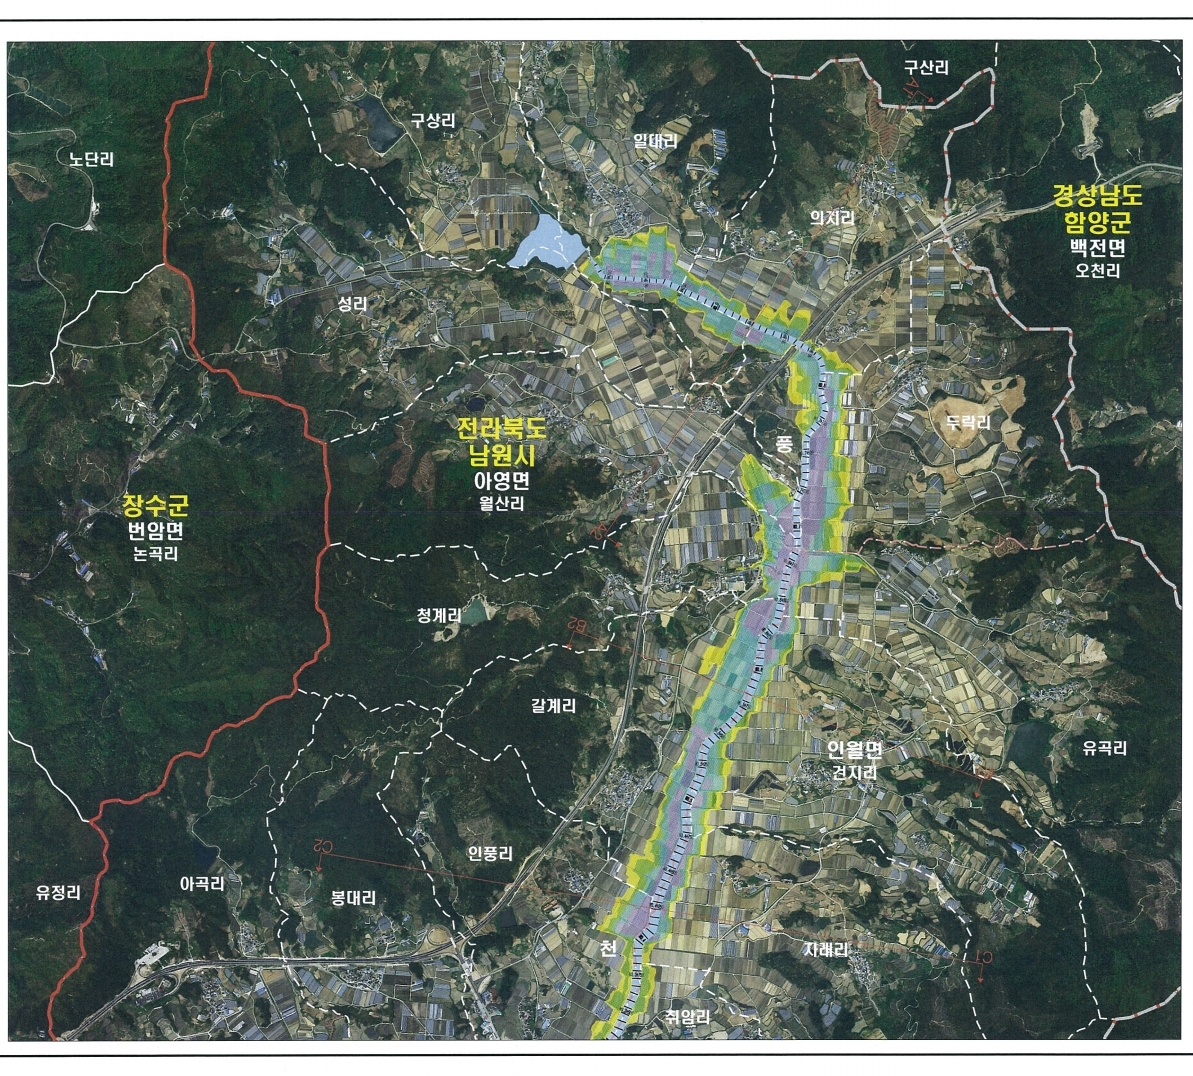 구산리
구상리
일대리
노단리
경상남도
함양군
백전면
오천리
의지리
성리
두락리
전라북도
남원시
아영면
월산리
풍
장수군
번암면
논곡리
청계리
B2
갈계리
인월면
건지리
유곡리
C2
인풍리
아곡리
봉대리
유정리
천
자래리
C1
취암리